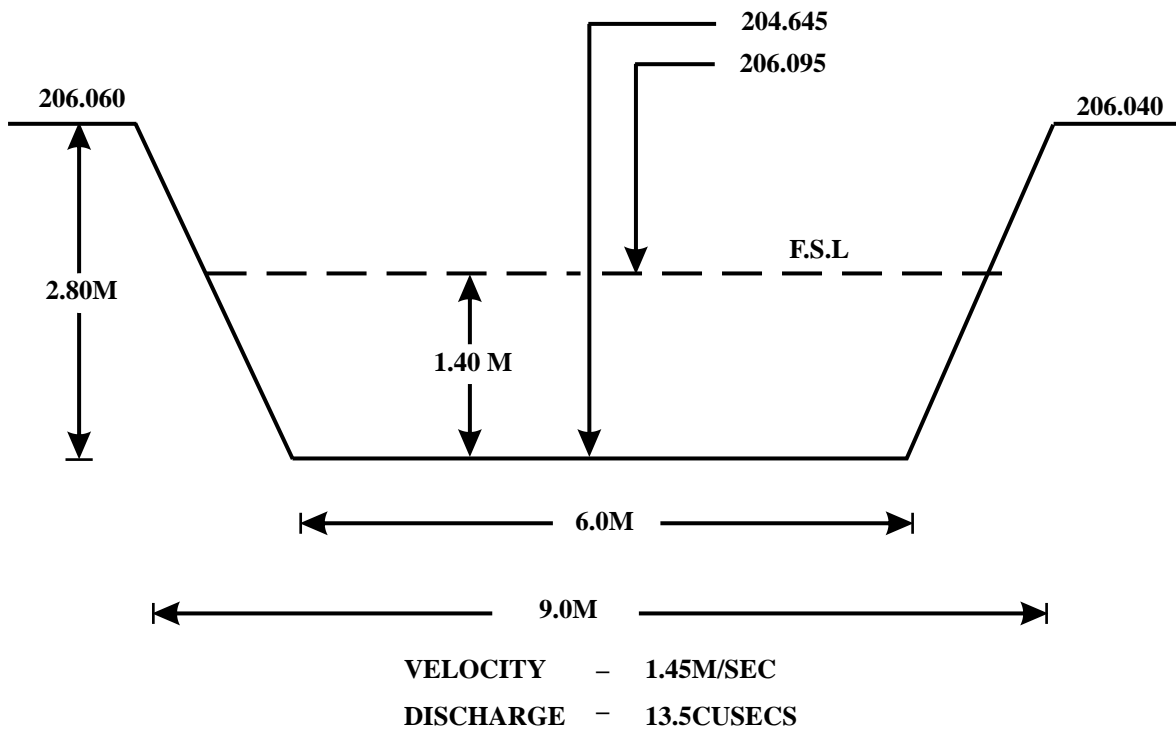 204.645
206.095
206.060
206.040
F.S.L
2.80M
1.40 M
6.0M
9.0M
VELOCITY – 1.45M/SEC
DISCHARGE – 13.5CUSECS